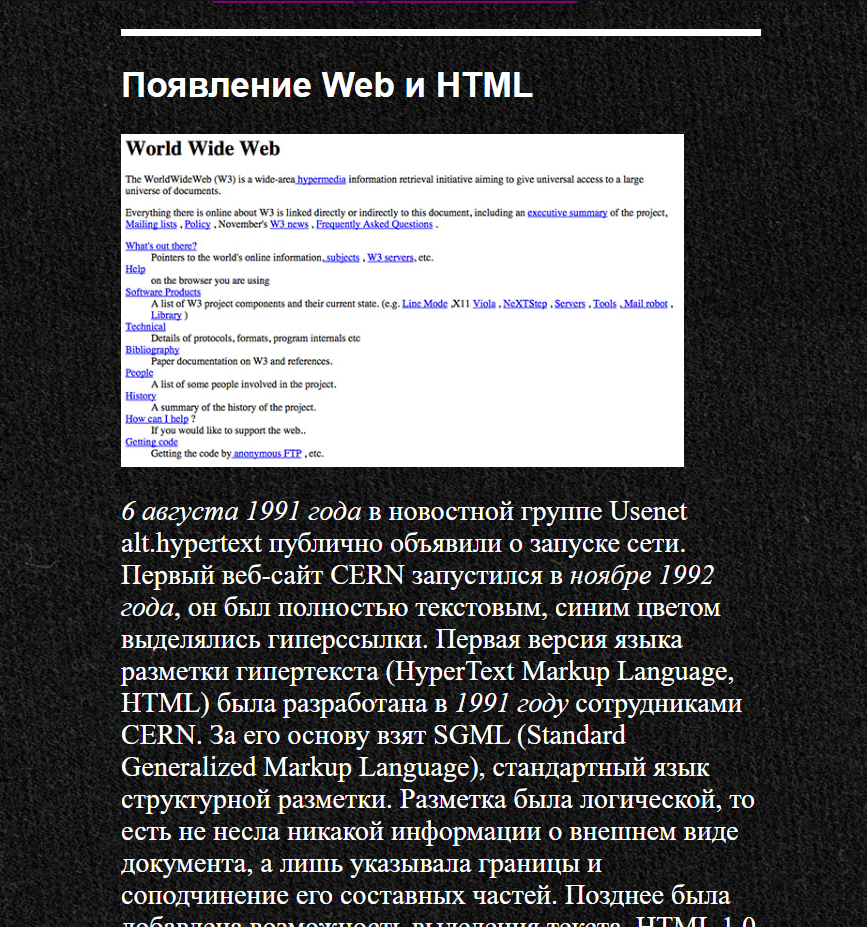 Появление Web и HTML
World Wide Web
The WorldWideWeb (W3) is a wide-area hypermedia information retrieval initiative aiming to give universal access to a large
universe of documents.
Everything there is online about W3 is linked directly or indirectly to this document, including an executive summary of the project,
Mailing lists , Policy , November's W3 news , Frequently Asked Questions .
What's out there?
Pointers to the world's online information, subjects , W3 servers, etc.
Help
on the browser you are using
Software Products
A list of W3 project components and their current state. (e.g. Line Mode ,X11 Viola , NeXTStep , Servers , Tools , Mail robot ,
Library )
Technical
Details of protocols, formats, program internals etc
Bibliography
Paper documentation on W3 and references.
People
A list of some people involved in the project.
History
A summary of the history of the project.
How can I help ?
If you would like to support the web..
Getting code
Getting the code by anonymous FTP , etc.
6 августа 1991 года в новостной группе Usenet
alt.hypertext публично объявили о запуске сети.
Первый веб-сайт CERN запустился в ноябре 1992
года, он был полностью текстовым, синим цветом
выделялись гиперссылки. Первая версия языка
разметки гипертекста (HyperText Markup Language,
HTML) была разработана в 1991 году сотрудниками
CERN. За его основу взят SGML (Standard
Generalized Markup Language), стандартный язык
структурной разметки. Разметка была логической, то
есть не несла никакой информации о внешнем виде
документа, а лишь указывала границы и
соподчинение его составных частей. Позднее была
добавлена возможность выделения текста. HTML 1.0